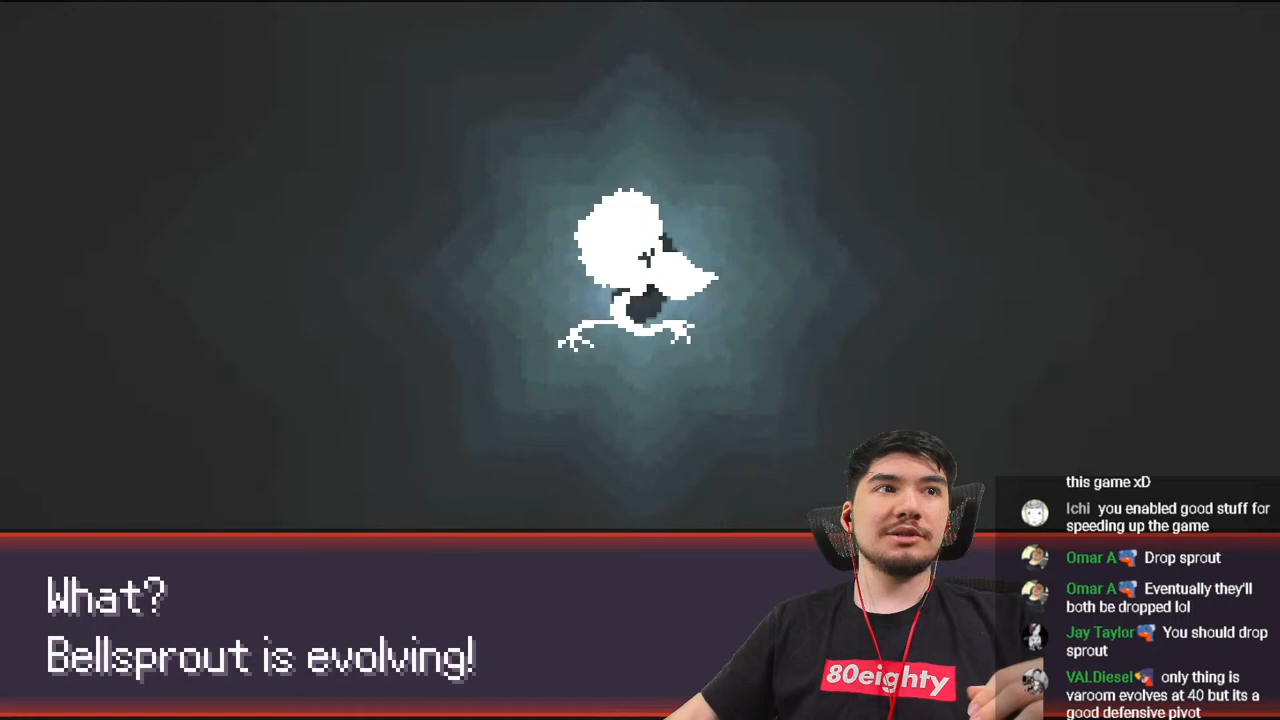 What?
Bellsprout is evolving!
80eighty
this game xD
Ichi you enabled good stuff for
speeding up the game
Omar A Drop sprout
Omar A Eventually they'll
both be dropped lol
Jay Taylor You should drop
sprout
VALDiesel only thing is
varoom evolves at 40 but its a
good defensive pivot